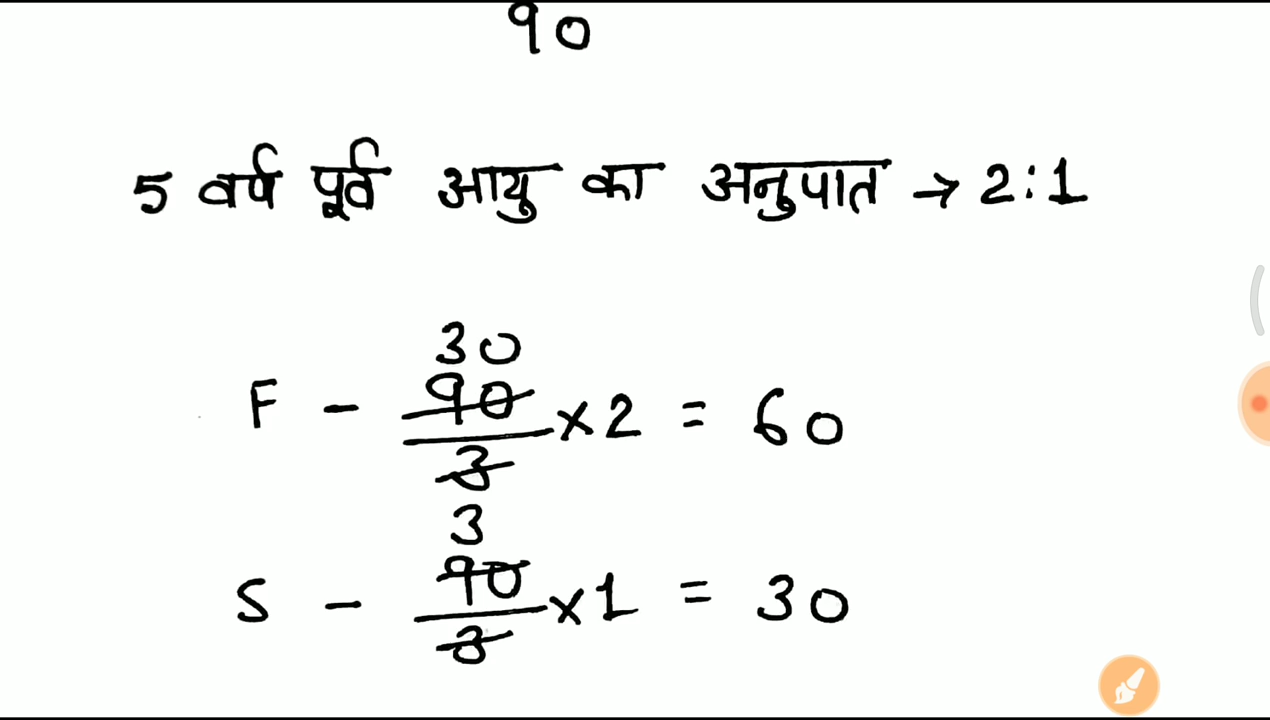 90
5 वर्ष पूर्व आयु का अनुपात → 2:1
30
F - 90/3 × 2 = 60
3
S - 90/3 × 1 = 30